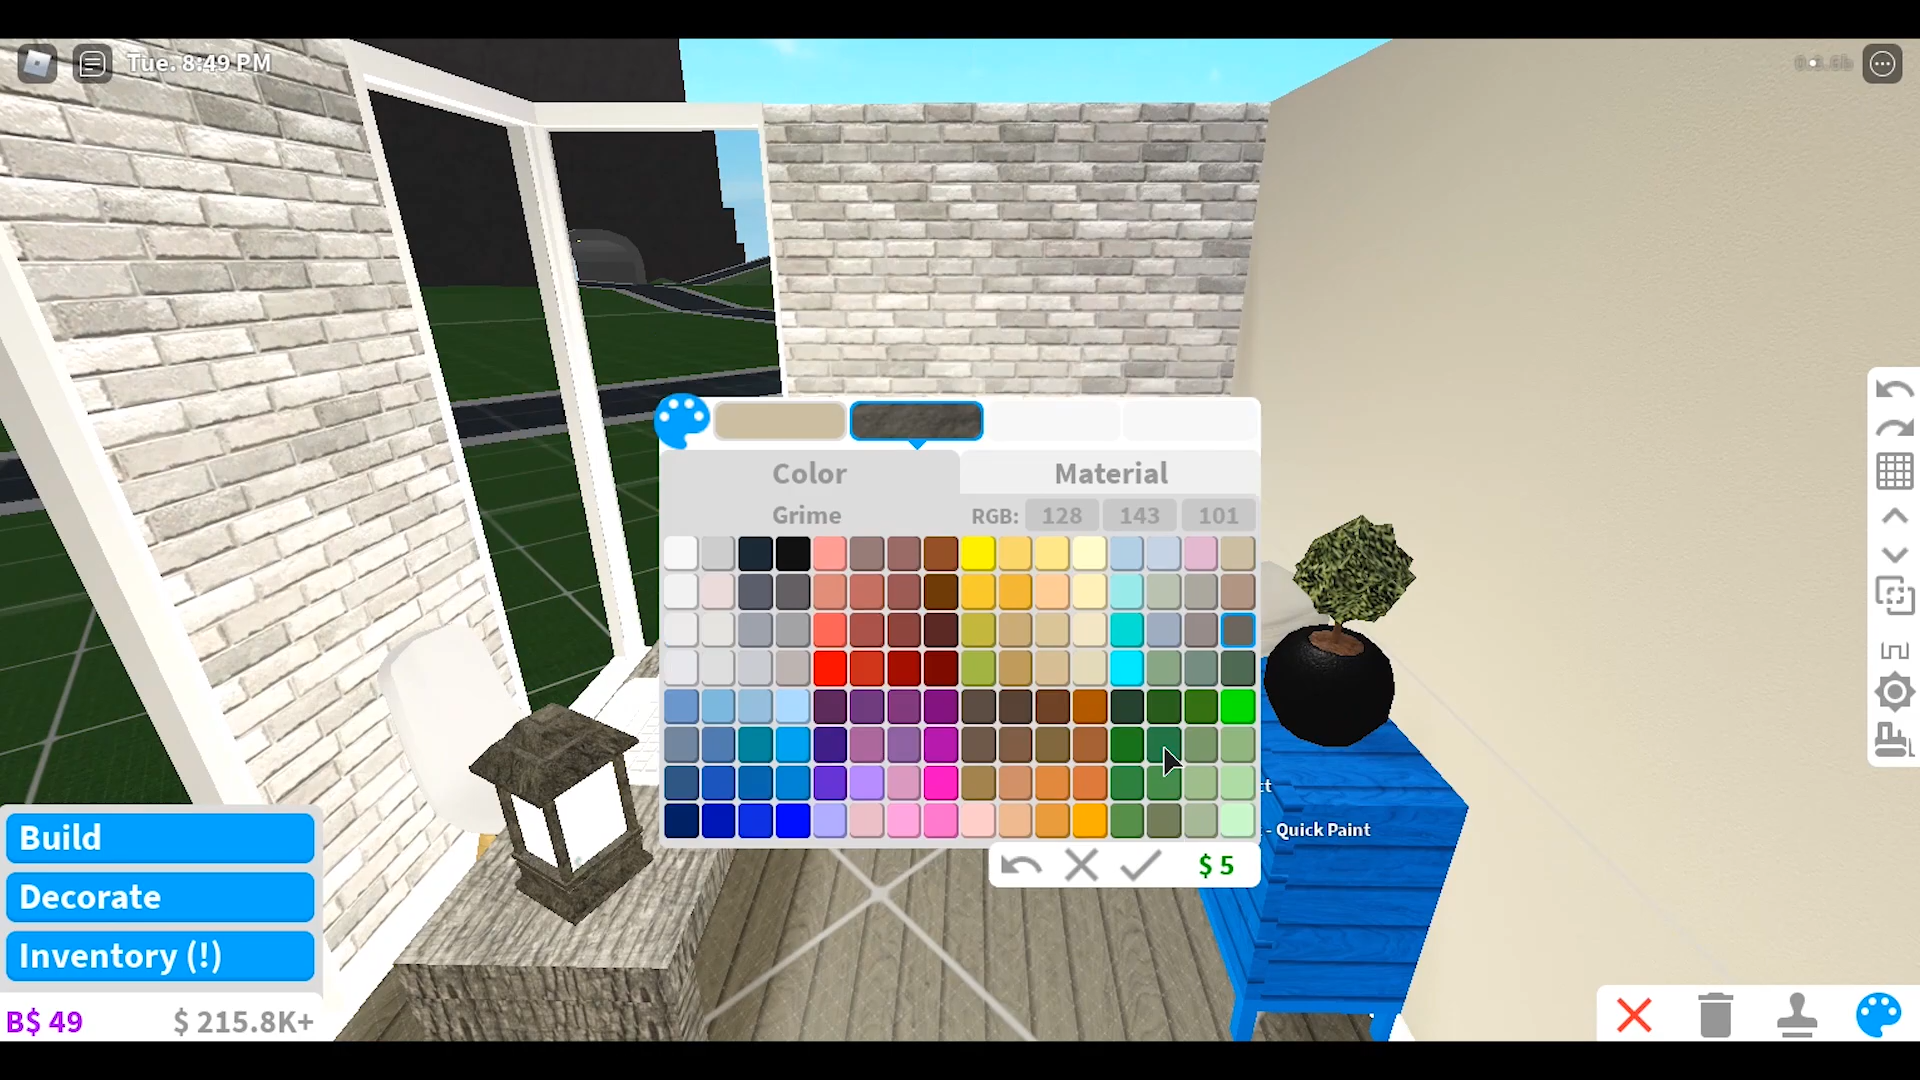 Tue. 8:49 PM
Color
Material
Grime
RGB: 128 143 101
ct
- Quick Paint
$ 5
Build
Decorate
Inventory (!)
B$ 49
$ 215.8K+